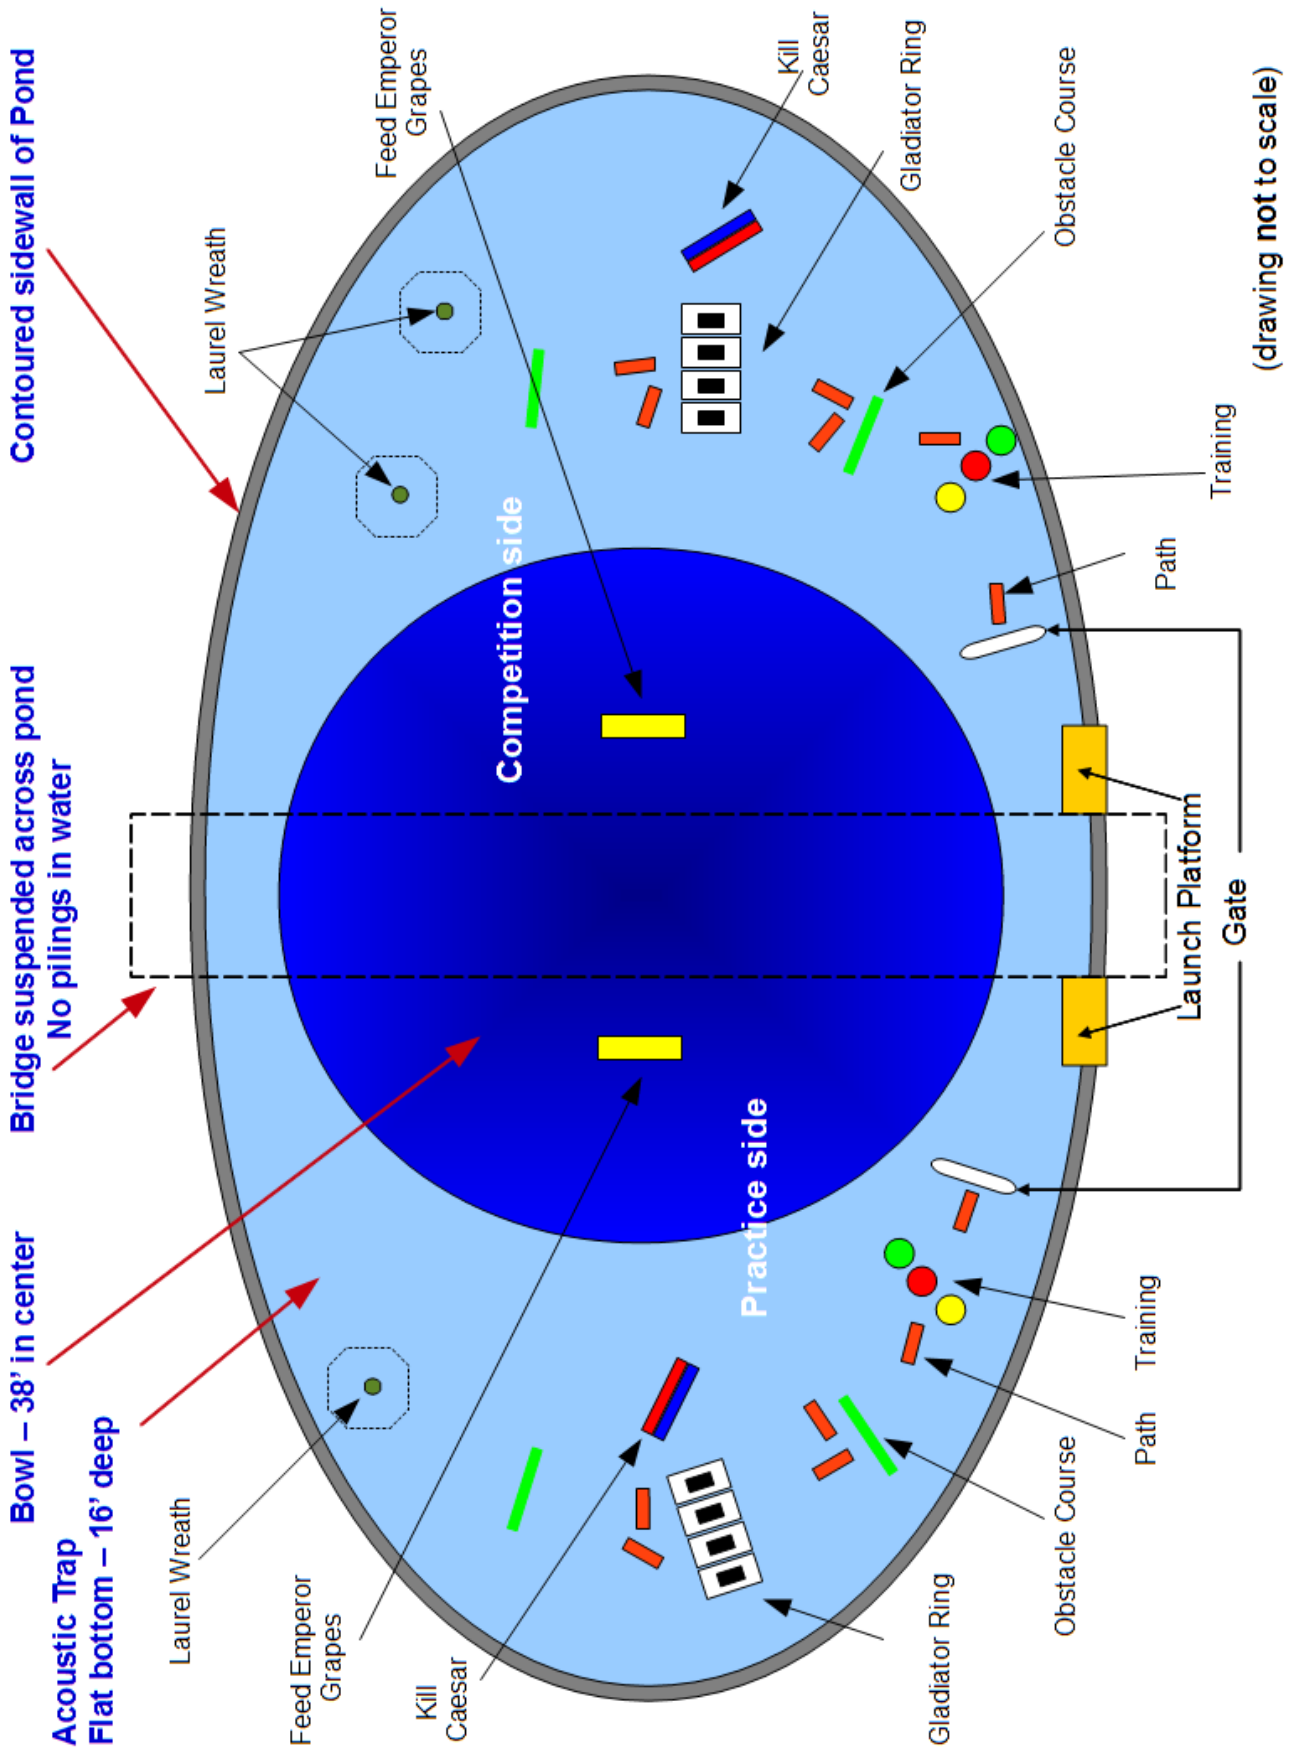 Bowl – 38’ in center
Bridge suspended across pond
No pilings in water
Contoured sidewall of Pond
Acoustic Trap
Flat bottom – 16’ deep
Laurel Wreath
Laurel Wreath
Feed Emperor
Grapes
Feed Emperor
Grapes
Kill
Caesar
Competition side
Practice side
Kill
Caesar
Gladiator Ring
Gladiator Ring
Obstacle Course
Obstacle Course
Path
Training
Launch Platform
Path
Training
Gate
(drawing not to scale)